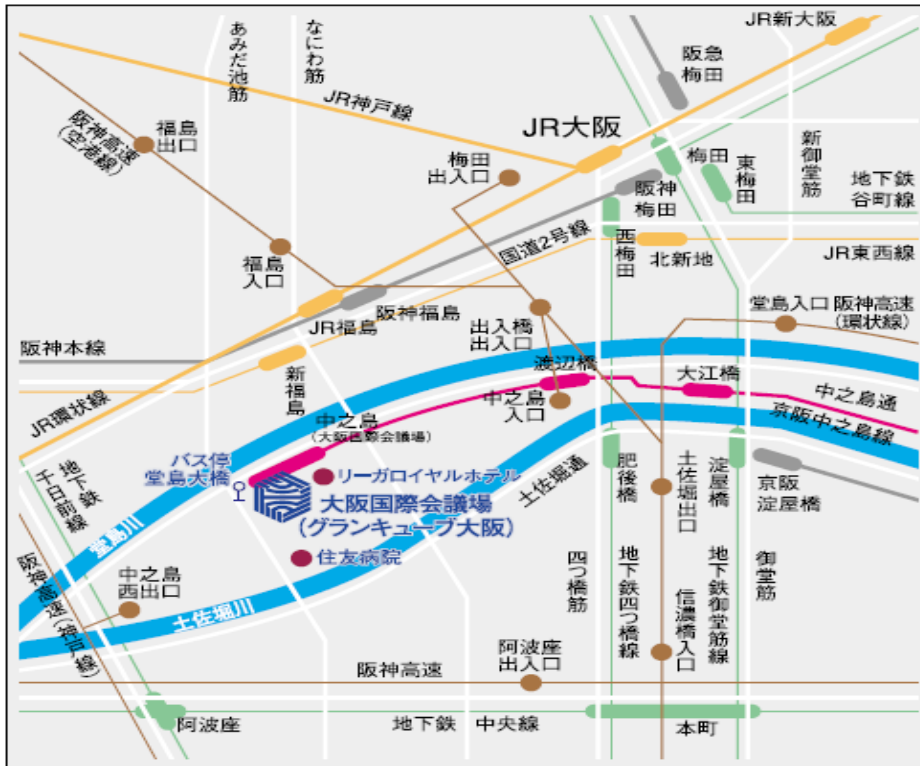 JR新大阪
あみだ池筋
なにわ筋
阪急
梅田
JR神戸線
阪神高速
(空港線)
福島
出口
JR大阪
梅田
出入口
梅田
東梅田
新御堂筋
阪神
梅田
地下鉄
谷町線
国道2号線
西梅田
北新地
JR東西線
福島
入口
阪神福島
JR福島
出入橋
出入口
堂島入口
阪神高速
(環状線)
阪神本線
新福島
渡辺橋
大江橋
中之島通
JR環状線
中之島
(大阪国際会議場)
中之島
入口
京阪中之島線
バス停
堂島大橋
リーガロイヤルホテル
土佐堀通
地下鉄
千日前線
大阪国際会議場
(グランキューブ大阪)
肥後橋
土佐堀出口
淀屋橋
京阪
淀屋橋
堂島川
住友病院
阪神高速(神戸線)
中之島
西出口
土佐堀川
四つ橋筋
地下鉄四つ橋線
信濃橋入口
地下鉄御堂筋線
御堂筋
阪神高速
阿波座
出入口
阿波座
地下鉄
中央線
本町